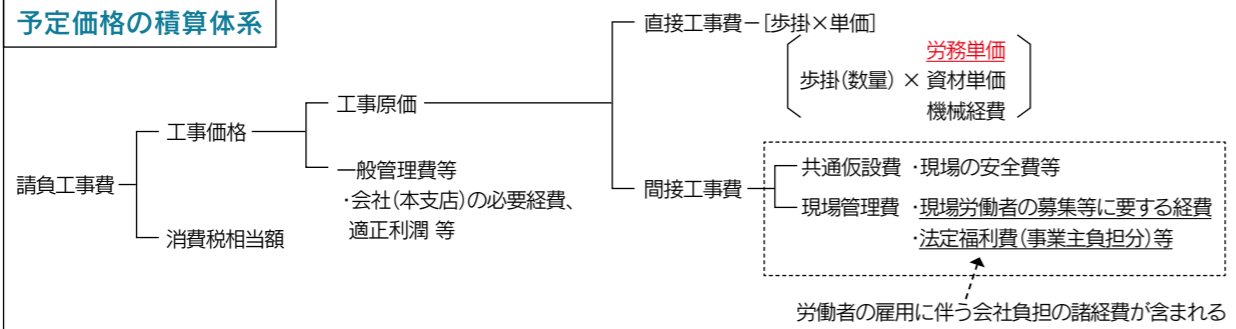 予定価格の積算体系
請負工事費
工事価格
消費税相当額
工事原価
一般管理費等
・会社(本支店)の必要経費、
適正利潤 等
直接工事費－[歩掛×単価]
労務単価
歩掛(数量) × 資材単価
機械経費
間接工事費
共通仮設費 ・現場の安全費等
現場管理費 ・現場労働者の募集等に要する経費
・法定福利費(事業主負担分)等
労働者の雇用に伴う会社負担の諸経費が含まれる